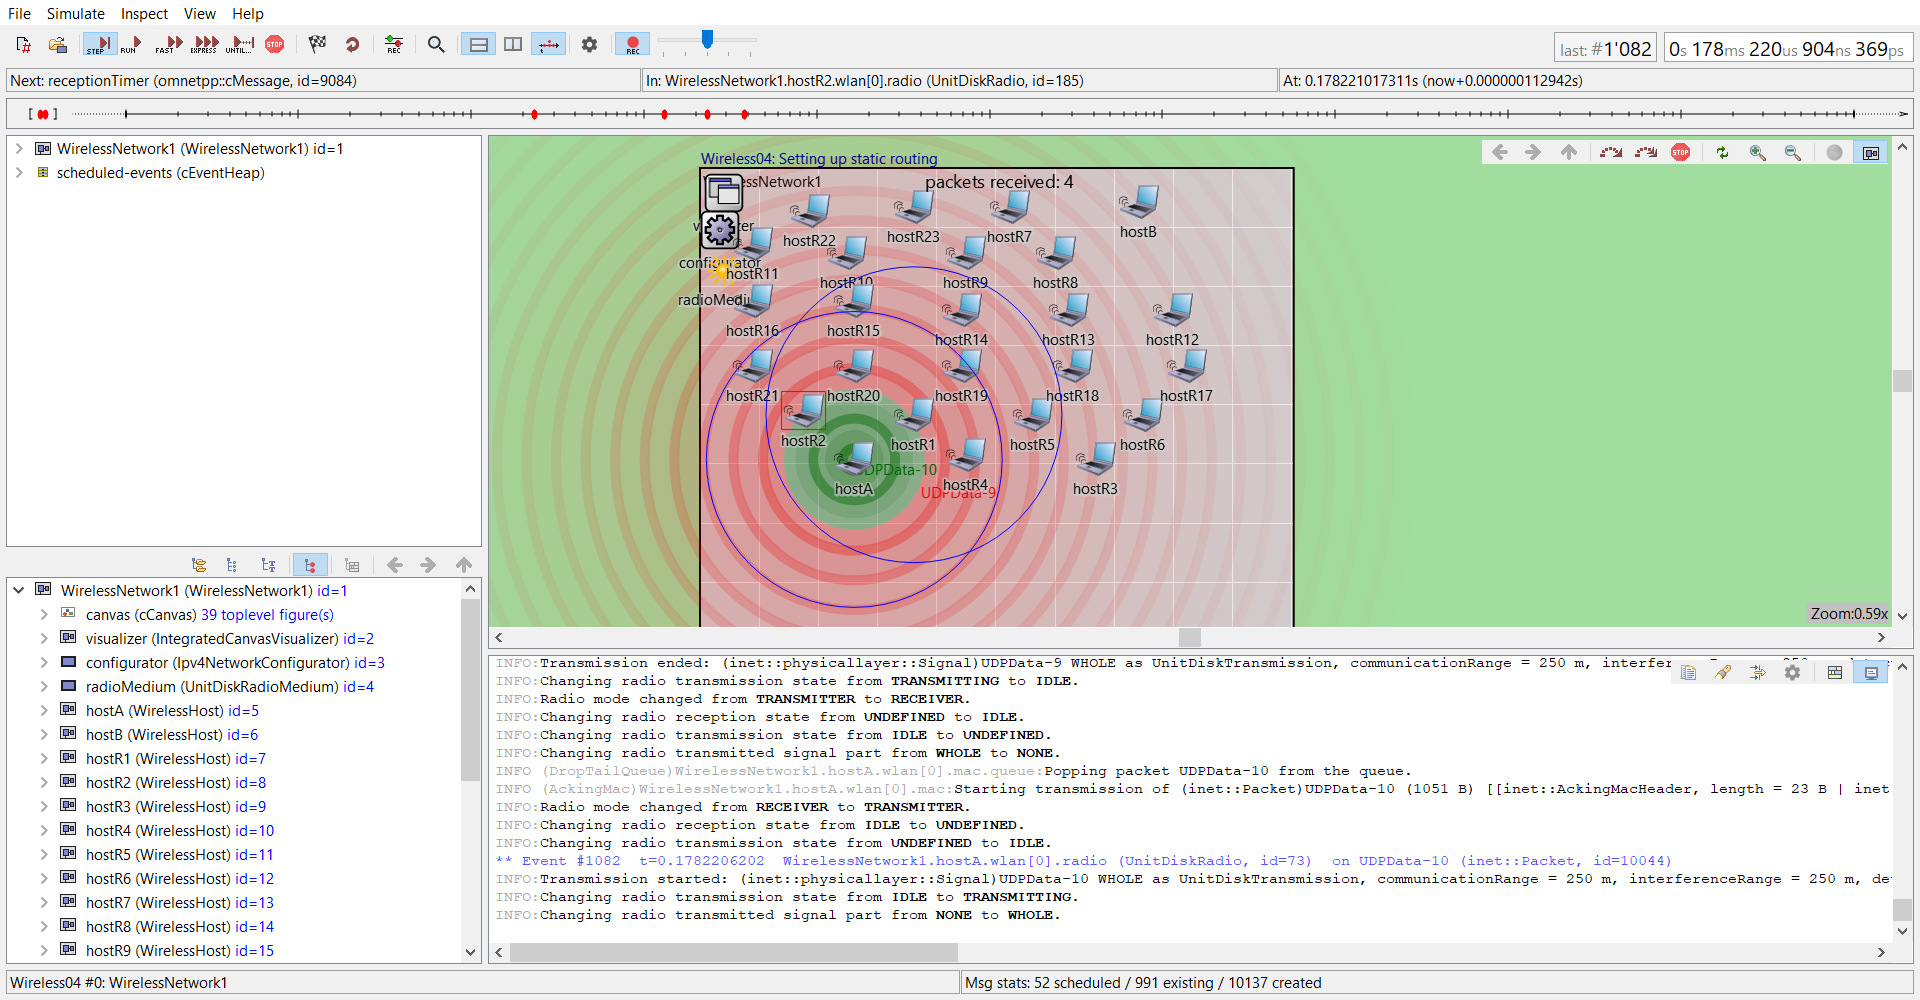 File Simulate Inspect View Help
STEP RUN FAST EXPRESS UNTIL... STOP REC REC
last: #1'082 0s 178ms 220us 904ns 369ps
Next: receptionTimer (omnetpp::cMessage, id=9084) In: WirelessNetwork1.hostR2.wlan[0].radio (UnitDiskRadio, id=185) At: 0.178221017311s (now+0.000000112942s)
WirelessNetwork1 (WirelessNetwork1) id=1
scheduled-events (cEventHeap)
WirelessNetwork1 (WirelessNetwork1) id=1
canvas (cCanvas) 39 toplevel figure(s)
visualizer (IntegratedCanvasVisualizer) id=2
configurator (Ipv4NetworkConfigurator) id=3
radioMedium (UnitDiskRadioMedium) id=4
hostA (WirelessHost) id=5
hostB (WirelessHost) id=6
hostR1 (WirelessHost) id=7
hostR2 (WirelessHost) id=8
hostR3 (WirelessHost) id=9
hostR4 (WirelessHost) id=10
hostR5 (WirelessHost) id=11
hostR6 (WirelessHost) id=12
hostR7 (WirelessHost) id=13
hostR8 (WirelessHost) id=14
hostR9 (WirelessHost) id=15
Wireless04: Setting up static routing
STOP
packets received: 4
hostB
hostR22 hostR23 hostR7
configurator
hostR11 hostR10 hostR9 hostR8
hostR16 hostR15 hostR14 hostR13 hostR12
hostR21 hostR20 hostR19 hostR18 hostR17
hostR2 hostR1 hostR5 hostR6
UDPData-10
hostA hostR4 hostR3
UDPData-9
Zoom:0.59x
INFO:Transmission ended: (inet::physicallayer::Signal)UDPData-9 WHOLE as UnitDiskTransmission, communicationRange = 250 m,
INFO:Changing radio transmission state from TRANSMITTING to IDLE.
INFO:Radio mode changed from TRANSMITTER to RECEIVER.
INFO:Changing radio reception state from UNDEFINED to IDLE.
INFO:Changing radio transmission state from IDLE to UNDEFINED.
INFO:Changing radio transmitted signal part from WHOLE to NONE.
INFO (DropTailQueue)WirelessNetwork1.hostA.wlan[0].mac.queue:Popping packet UDPData-10 from the queue.
INFO (AckingMac)WirelessNetwork1.hostA.wlan[0].mac:Starting transmission of (inet::Packet)UDPData-10 (1051 B) [[inet::AckingMacHeader, length = 23 B | inet
INFO:Radio mode changed from RECEIVER to TRANSMITTER.
INFO:Changing radio reception state from IDLE to UNDEFINED.
INFO:Changing radio transmission state from UNDEFINED to IDLE.
** Event #1082 t=0.1782206202 WirelessNetwork1.hostA.wlan[0].radio (UnitDiskRadio, id=73) on UDPData-10 (inet::Packet, id=10044)
INFO:Transmission started: (inet::physicallayer::Signal)UDPData-10 WHOLE as UnitDiskTransmission, communicationRange = 250 m, interferenceRange = 250 m, de
INFO:Changing radio transmission state from IDLE to TRANSMITTING.
INFO:Changing radio transmitted signal part from NONE to WHOLE.
Wireless04 #0: WirelessNetwork1 Msg stats: 52 scheduled / 991 existing / 10137 created